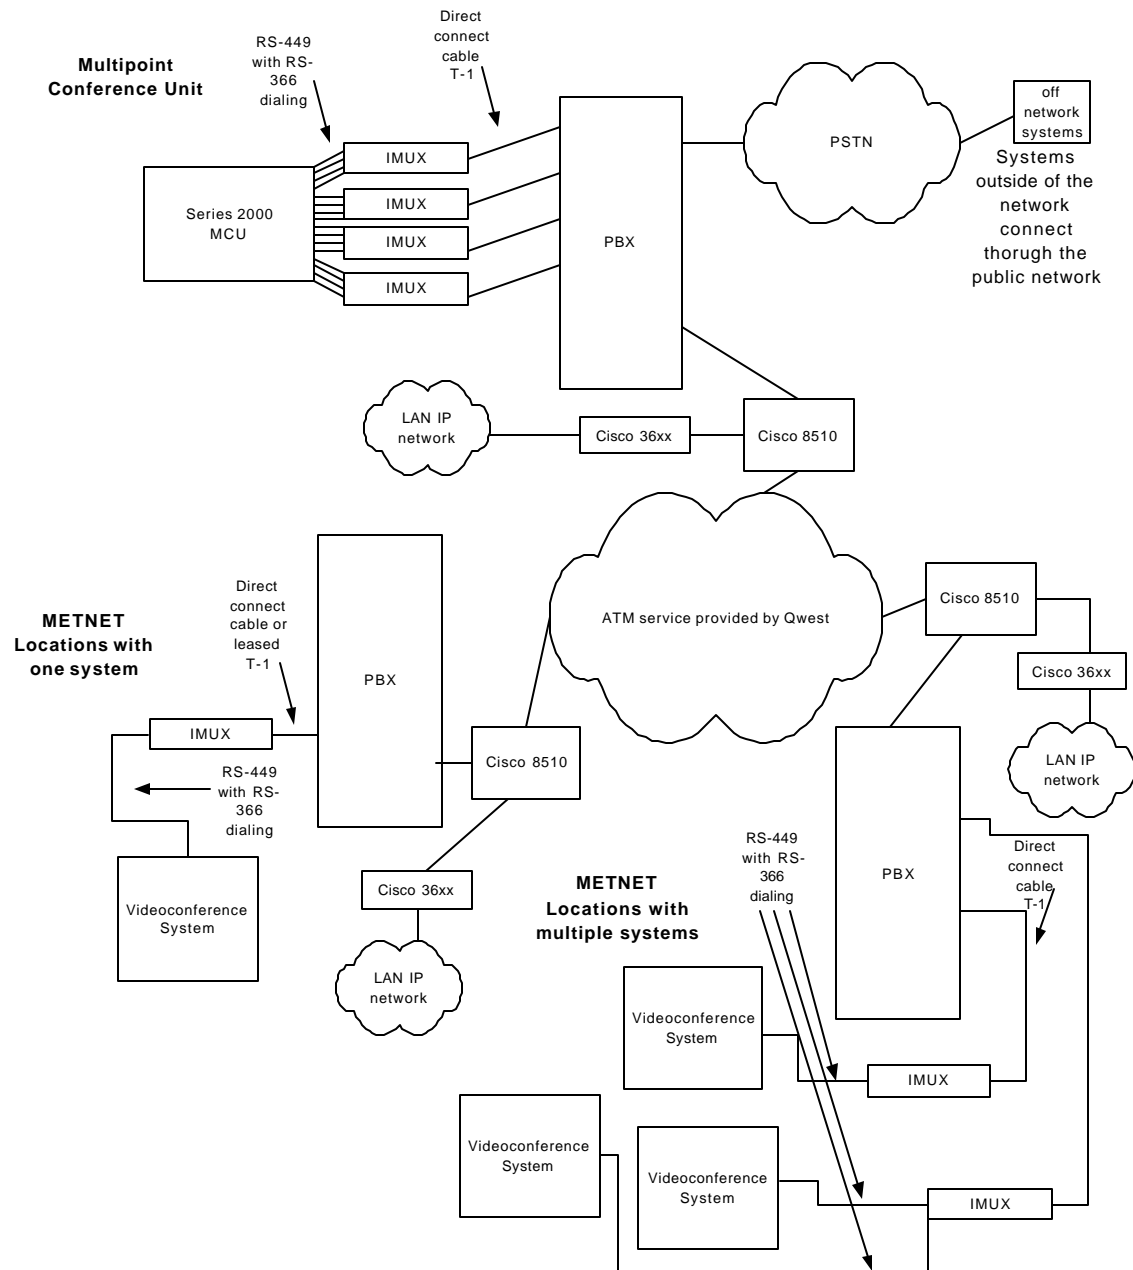 Direct
connect
cable
T-1
RS-449
with RS-
366
dialing
Multipoint
Conference Unit
IMUX
IMUX
IMUX
IMUX
Series 2000
MCU
PBX
PSTN
off
network
systems
Systems
outside of the
network
connect
thorugh the
public network
LAN IP
network
Cisco 36xx
Cisco 8510
ATM service provided by Qwest
METNET
Locations with
one system
Direct
connect
cable or
leased
T-1
PBX
IMUX
RS-449
with RS-
366
dialing
Videoconference
System
Cisco 8510
Cisco 36xx
LAN IP
network
Cisco 8510
Cisco 36xx
LAN IP
network
PBX
Direct
connect
cable
T-1
RS-449
with RS-
366
dialing
METNET
Locations with
multiple systems
Videoconference
System
IMUX
Videoconference
System
Videoconference
System
IMUX